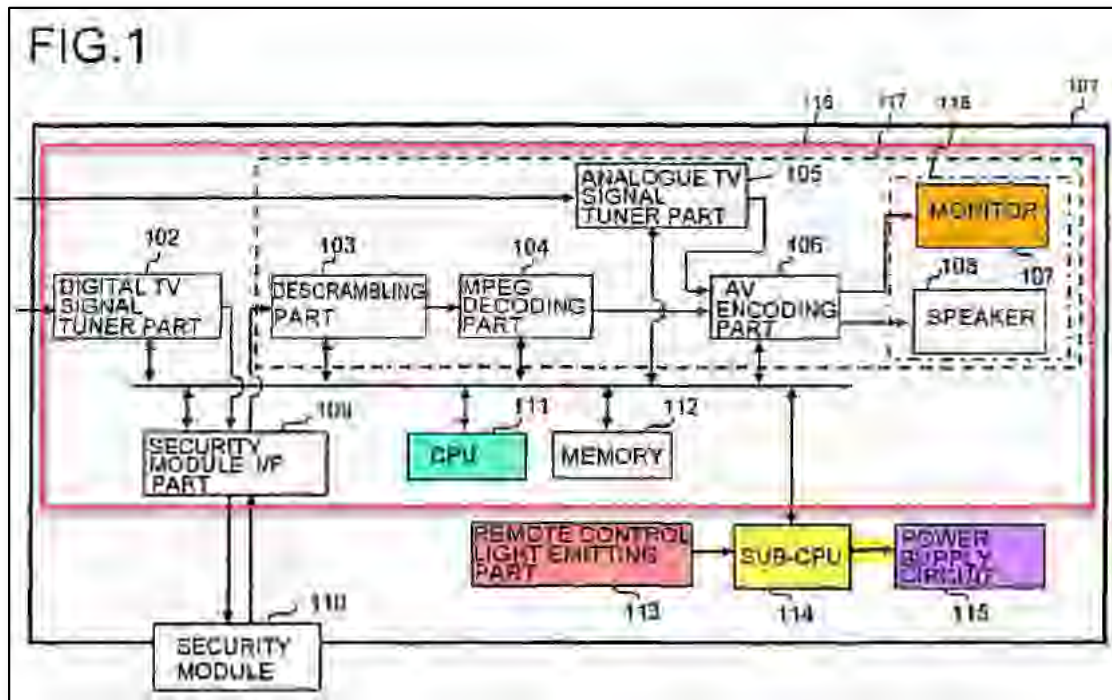 FIG.1
101
116
117
118
ANALOGUE TV
SIGNAL
TUNER PART
105
MONITOR
107
102
DIGITAL TV
SIGNAL
TUNER PART
103
DESCRAMBLING
PART
104
MPEG
DECODING
PART
106
AV
ENCODING
PART
108
SPEAKER
109
SECURITY
MODULE I/F
PART
111
CPU
112
MEMORY
REMOTE CONTROL
LIGHT EMITTING
PART
113
SUB-CPU
114
POWER
SUPPLY
CIRCUIT
115
110
SECURITY
MODULE